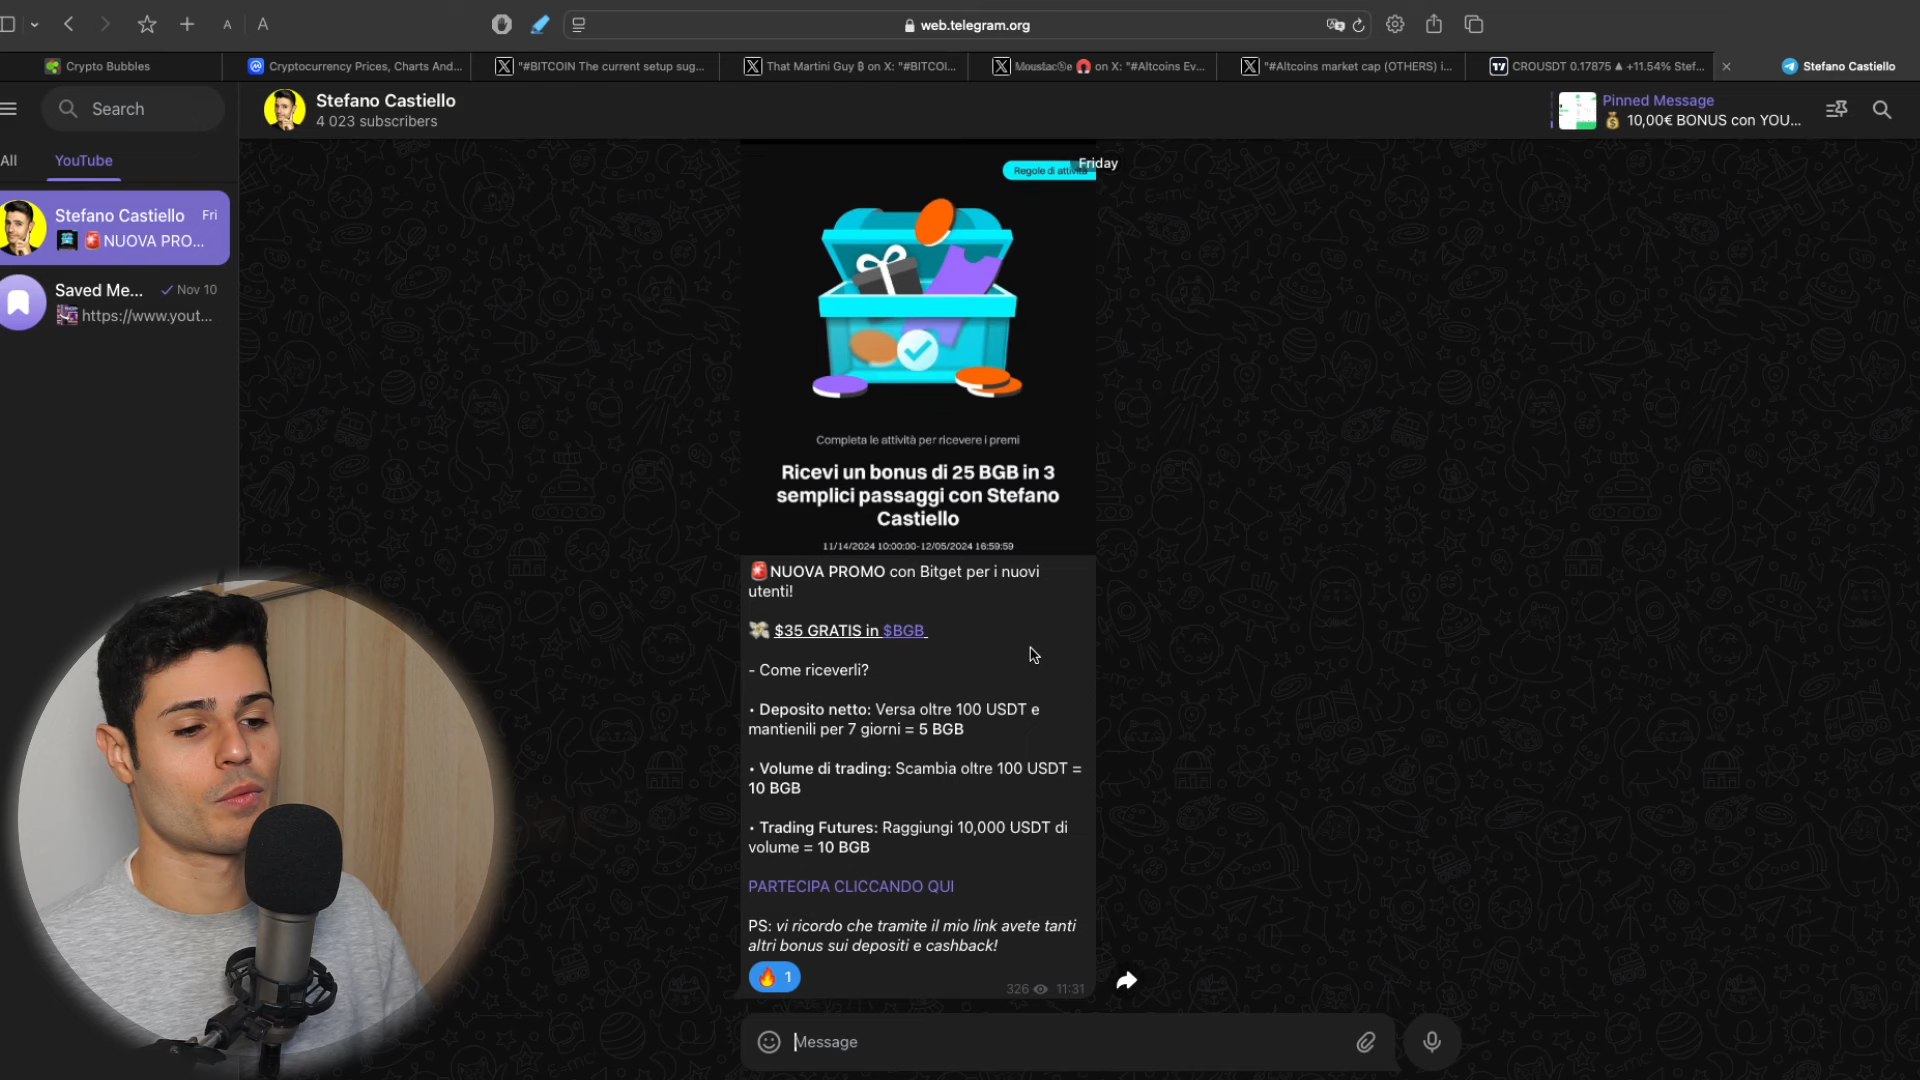 A A
web.telegram.org
Crypto Bubbles
Cryptocurrency Prices, Charts And...
"#BITCOIN The current setup sug...
That Martini Guy ₿ on X: "#BITCOI...
Moustacⓗe 🧲 on X: "#Altcoins Ev...
"#Altcoins market cap (OTHERS) i...
CROUSDT 0.17875 ▲ +11.54% Stef...
Stefano Castiello
Search
Stefano Castiello
4 023 subscribers
Pinned Message
💰 10,00€ BONUS con YOU...
All
YouTube
Stefano Castiello Fri
🚨NUOVA PRO...
Saved Me... Nov 10
https://www.yout...
Friday
Regole di attività
Completa le attività per ricevere i premi
Ricevi un bonus di 25 BGB in 3
semplici passaggi con Stefano
Castiello
11/14/2024 10:00:00-12/05/2024 16:59:59
🚨NUOVA PROMO con Bitget per i nuovi
utenti!
💸 $35 GRATIS in $BGB
- Come riceverli?
• Deposito netto: Versa oltre 100 USDT e
mantienili per 7 giorni = 5 BGB
• Volume di trading: Scambia oltre 100 USDT =
10 BGB
• Trading Futures: Raggiungi 10,000 USDT di
volume = 10 BGB
PARTECIPA CLICCANDO QUI
PS: vi ricordo che tramite il mio link avete tanti
altri bonus sui depositi e cashback!
🔥 1
326 11:31
Message